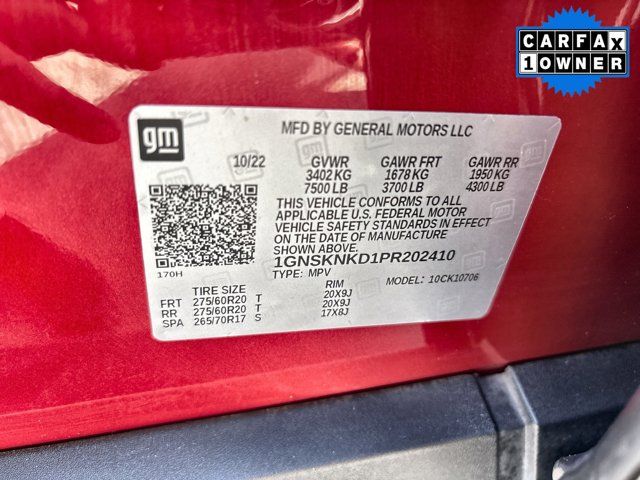 CARFAX
1 OWNER
gm
MFD BY GENERAL MOTORS LLC
10/22 GVWR GAWR FRT GAWR RR
3402 KG 1678 KG 1950 KG
7500 LB 3700 LB 4300 LB
THIS VEHICLE CONFORMS TO ALL
APPLICABLE U.S. FEDERAL MOTOR
VEHICLE SAFETY STANDARDS IN EFFECT
ON THE DATE OF MANUFACTURE
SHOWN ABOVE.
1GNSKNKD1PR202410
170H
TYPE: MPV MODEL: 10CK10706
TIRE SIZE RIM
FRT 275/60R20 T 20X9J
RR 275/60R20 T 20X9J
SPA 265/70R17 S 17X8J